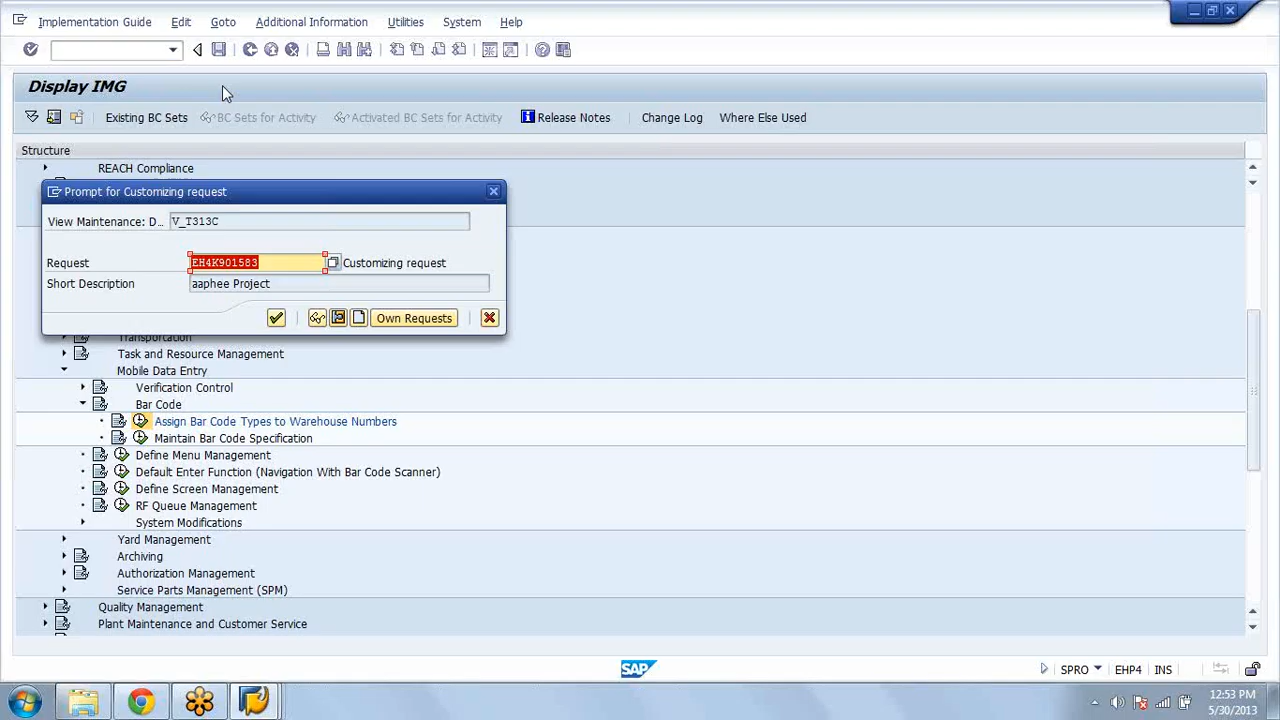 Implementation Guide Edit Goto Additional Information Utilities System Help
Display IMG
Existing BC Sets BC Sets for Activity Activated BC Sets for Activity Release Notes Change Log Where Else Used
Structure
REACH Compliance
Prompt for Customizing request
View Maintenance: D.. V_T313C
Request EH4K901583 Customizing request
Short Description aaphee Project
Own Requests
Transportation
Task and Resource Management
Mobile Data Entry
Verification Control
Bar Code
Assign Bar Code Types to Warehouse Numbers
Maintain Bar Code Specification
Define Menu Management
Default Enter Function (Navigation With Bar Code Scanner)
Define Screen Management
RF Queue Management
System Modifications
Yard Management
Archiving
Authorization Management
Service Parts Management (SPM)
Quality Management
Plant Maintenance and Customer Service
SAP SPRO EHP4 INS
12:53 PM
5/30/2013